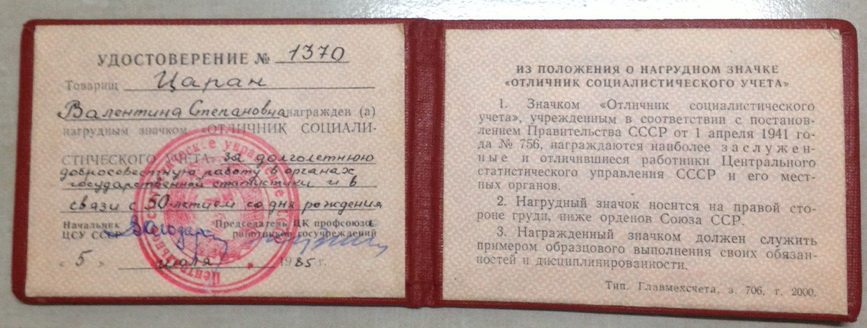 УДОСТОВЕРЕНИЕ № 1370
Товарищ Царан
Валентина Степановна награжден (а)
нагрудным значком «ОТЛИЧНИК СОЦИАЛИ-
СТИЧЕСКОГО УЧЕТА» за долголетнюю
добросовестную работу в органах
государственной статистики и в
связи с 50-летием со дня рождения
Начальник Председатель ЦК профсоюза
ЦСУ СССР работников госучреждений
«5» июля 1985 г.
ИЗ ПОЛОЖЕНИЯ О НАГРУДНОМ ЗНАЧКЕ
«ОТЛИЧНИК СОЦИАЛИСТИЧЕСКОГО УЧЕТА»
1. Значком «Отличник социалистического
учета», учрежденным в соответствии с постанов-
лением Правительства СССР от 1 апреля 1941 го-
да № 756, награждаются наиболее заслужен-
ные и отличившиеся работники Центрального
статистического управления СССР и его мест-
ных органов.
2. Нагрудный значок носится на правой сто-
роне груди, ниже орденов Союза ССР.
3. Награжденный значком должен служить
примером образцового выполнения своих обязан-
ностей и дисциплинированности.
Тип. Главмехсчета, з. 706, т. 2000.